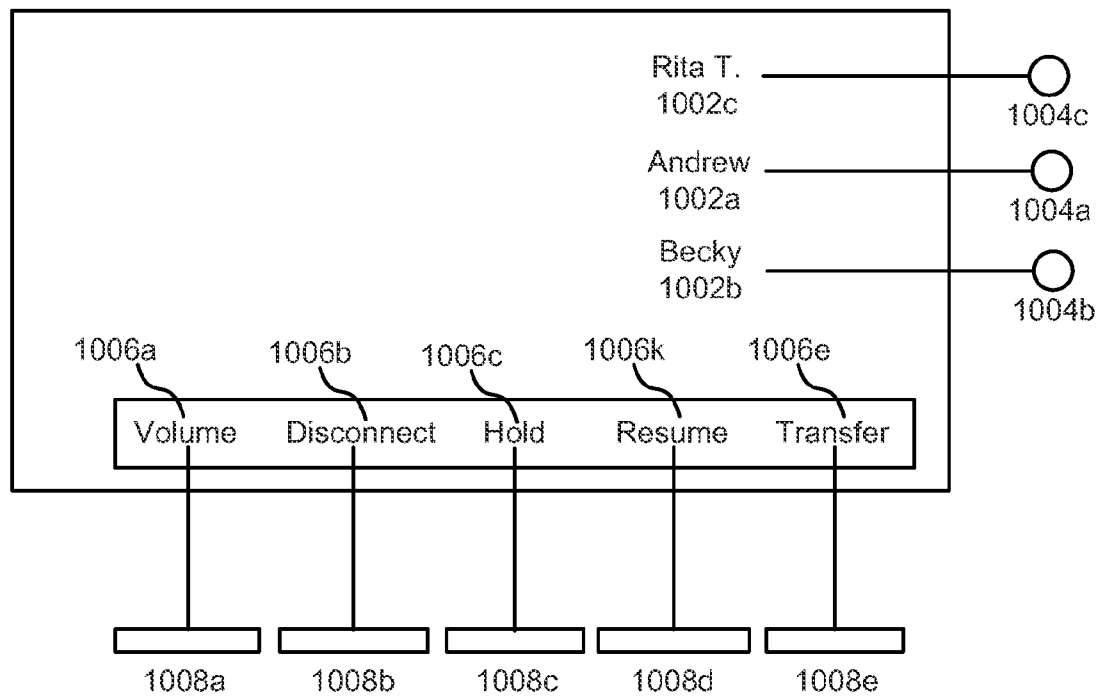 Rita T.
1002c
1004c
Andrew
1002a
1004a
Becky
1002b
1004b
1006a 1006b 1006c 1006k 1006e
Volume Disconnect Hold Resume Transfer
1008a 1008b 1008c 1008d 1008e